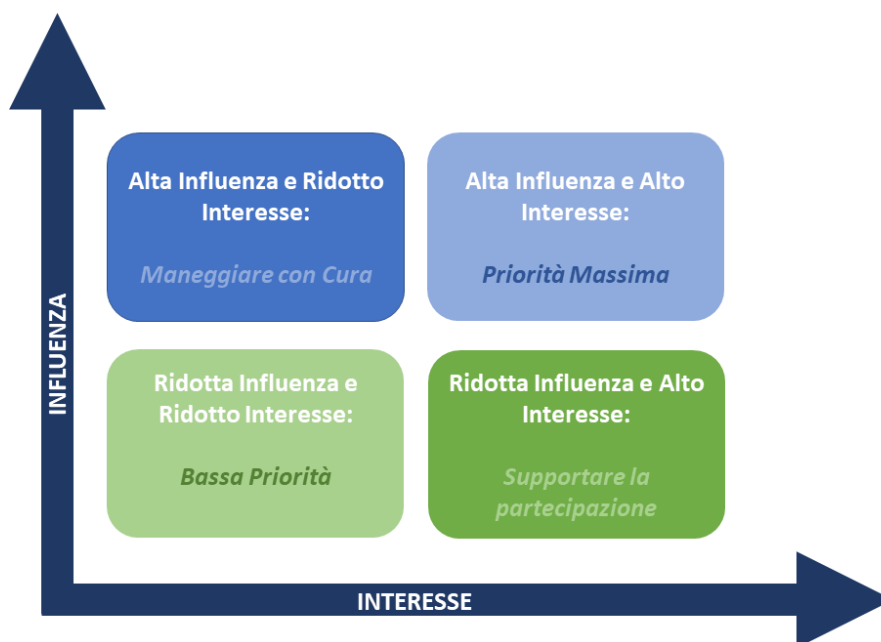 Alta Influenza e Ridotto
Interesse:
Maneggiare con Cura
Alta Influenza e Alto
Interesse:
Priorità Massima
INFLUENZA
Ridotta Influenza e
Ridotto Interesse:
Bassa Priorità
Ridotta Influenza e Alto
Interesse:
Supportare la
partecipazione
INTERESSE